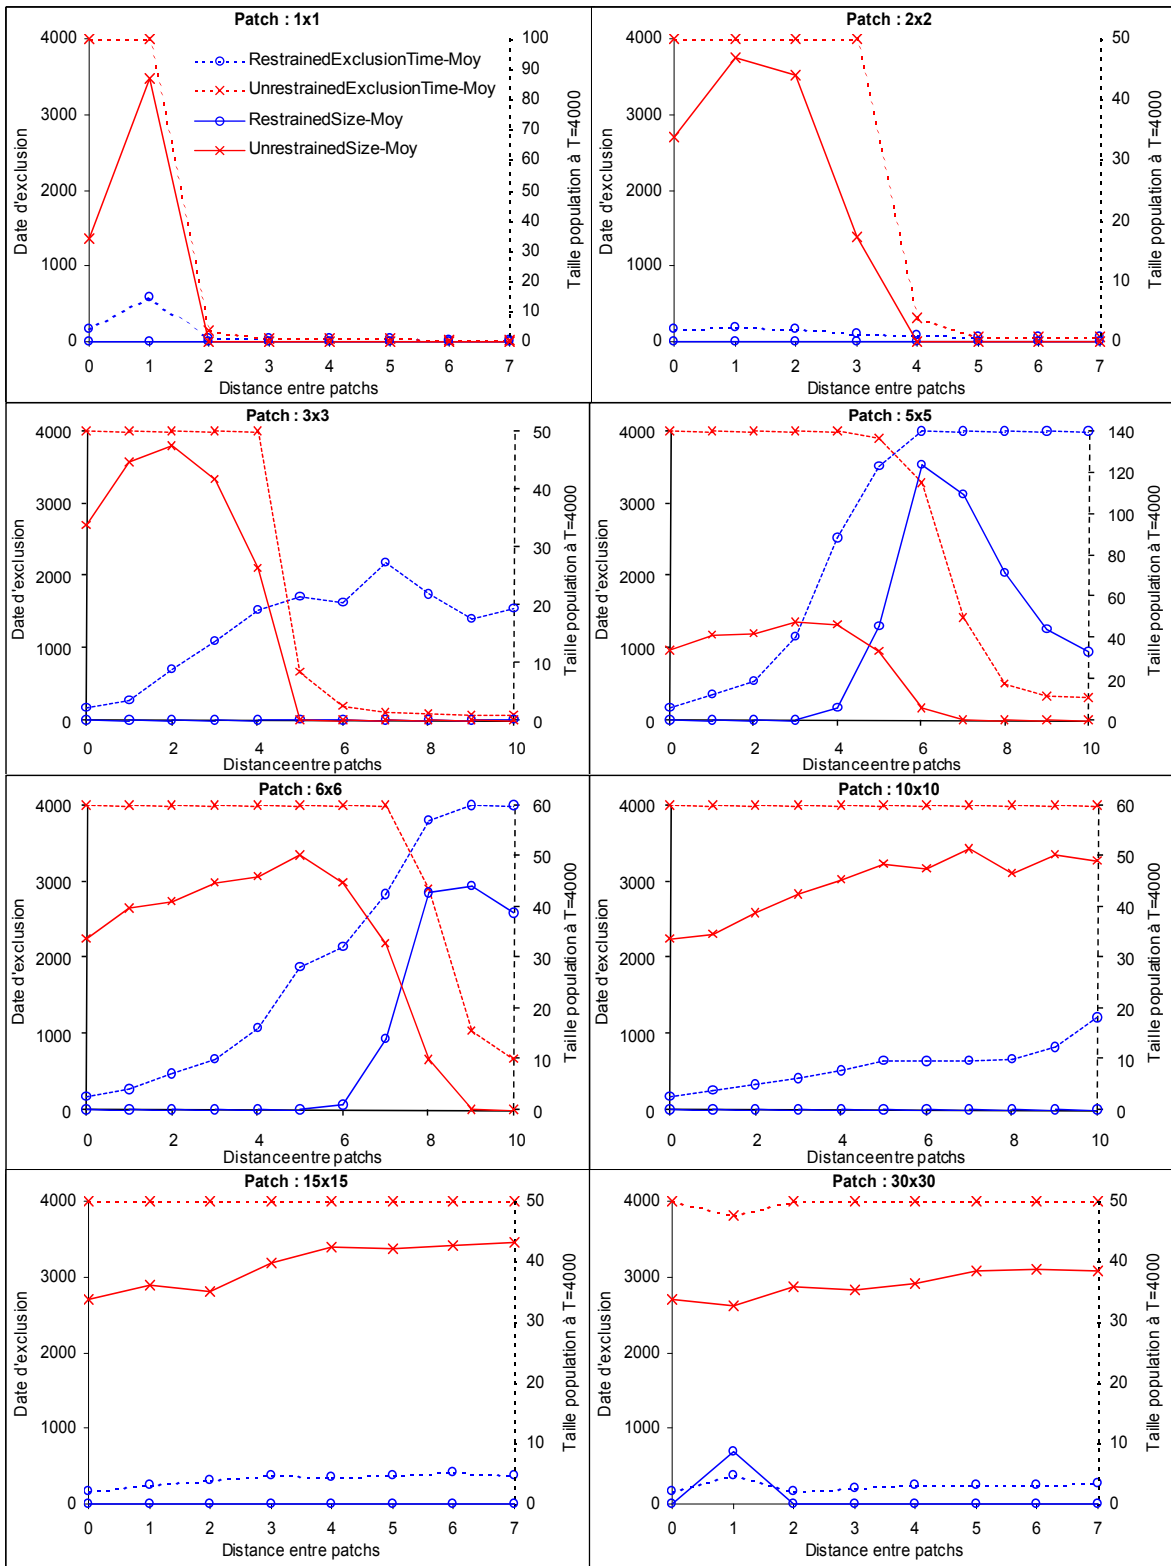 Patch : 1x1
Date d'exclusion
4000
3000
2000
1000
0
RestrainedExclusionTime-Moy
UnrestrainedExclusionTime-Moy
RestrainedSize-Moy
UnrestrainedSize-Moy
100
90
80
70
60
50
40
30
20
10
0
Taille population à T=4000
0 1 2 3 4 5 6 7
Distance entre patchs
Patch : 2x2
Date d'exclusion
4000
3000
2000
1000
0
50
40
30
20
10
0
Taille population à T=4000
0 1 2 3 4 5 6 7
Distance entre patchs
Patch : 3x3
Date d'exclusion
4000
3000
2000
1000
0
50
40
30
20
10
0
Taille population à T=4000
0 2 4 6 8 10
Distance entre patchs
Patch : 5x5
Date d'exclusion
4000
3000
2000
1000
0
140
120
100
80
60
40
20
0
Taille population à T=4000
0 2 4 6 8 10
Distance entre patchs
Patch : 6x6
Date d'exclusion
4000
3000
2000
1000
0
60
50
40
30
20
10
0
Taille population à T=4000
0 2 4 6 8 10
Distance entre patchs
Patch : 10x10
Date d'exclusion
4000
3000
2000
1000
0
60
50
40
30
20
10
0
Taille population à T=4000
0 2 4 6 8 10
Distance entre patchs
Patch : 15x15
Date d'exclusion
4000
3000
2000
1000
0
50
40
30
20
10
0
Taille population à T=4000
0 1 2 3 4 5 6 7
Distance entre patchs
Patch : 30x30
Date d'exclusion
4000
3000
2000
1000
0
50
40
30
20
10
0
Taille population à T=4000
0 1 2 3 4 5 6 7
Distance entre patchs